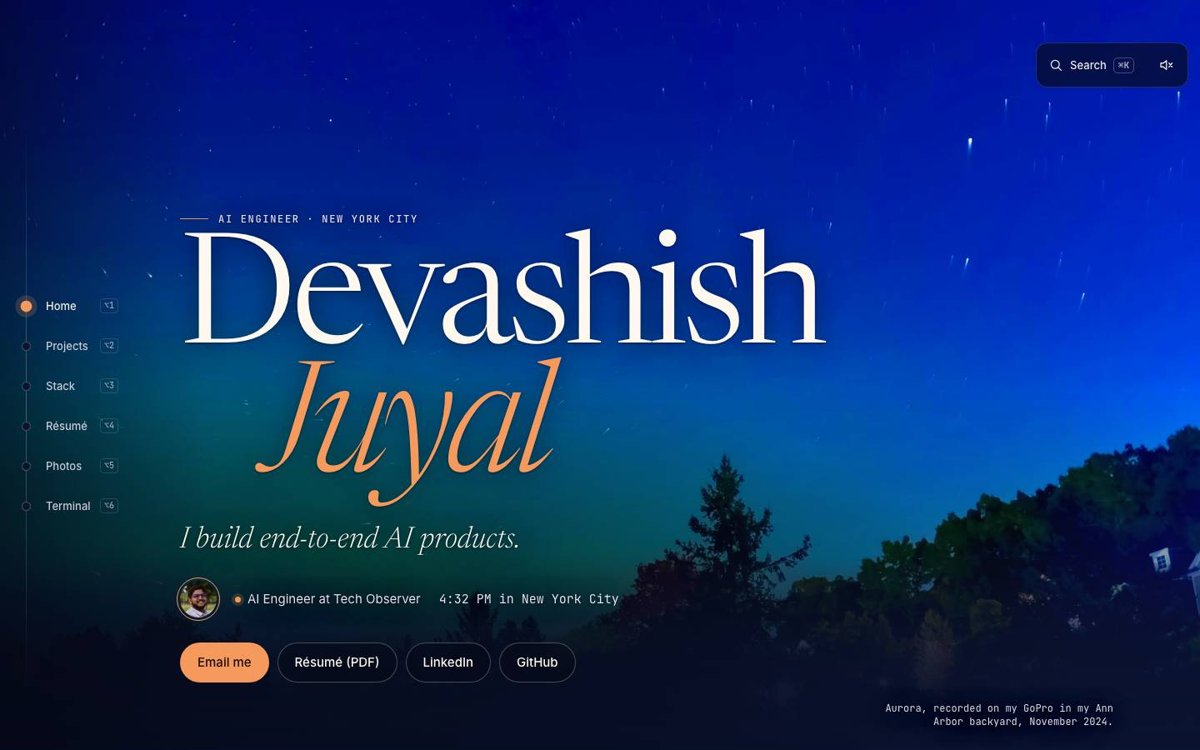 Search ⌘K
AI ENGINEER · NEW YORK CITY
Devashish
Juyal
I build end-to-end AI products.
AI Engineer at Tech Observer 4:32 PM in New York City
Email me
Résumé (PDF)
LinkedIn
GitHub
Home ⌥1
Projects ⌥2
Stack ⌥3
Résumé ⌥4
Photos ⌥5
Terminal ⌥6
Aurora, recorded on my GoPro in my Ann
Arbor backyard, November 2024.